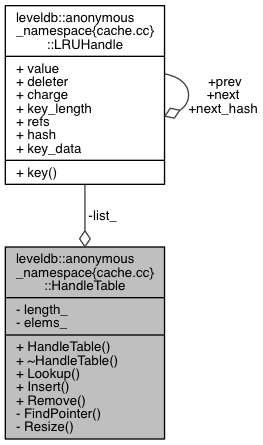 leveldb::anonymous
_namespace{cache.cc}
::LRUHandle
+ value
+ deleter
+ charge
+ key_length
+ refs
+ hash
+ key_data
+ key()
+prev
+next
+next_hash
-list_
leveldb::anonymous
_namespace{cache.cc}
::HandleTable
- length_
- elems_
+ HandleTable()
+ ~HandleTable()
+ Lookup()
+ Insert()
+ Remove()
- FindPointer()
- Resize()